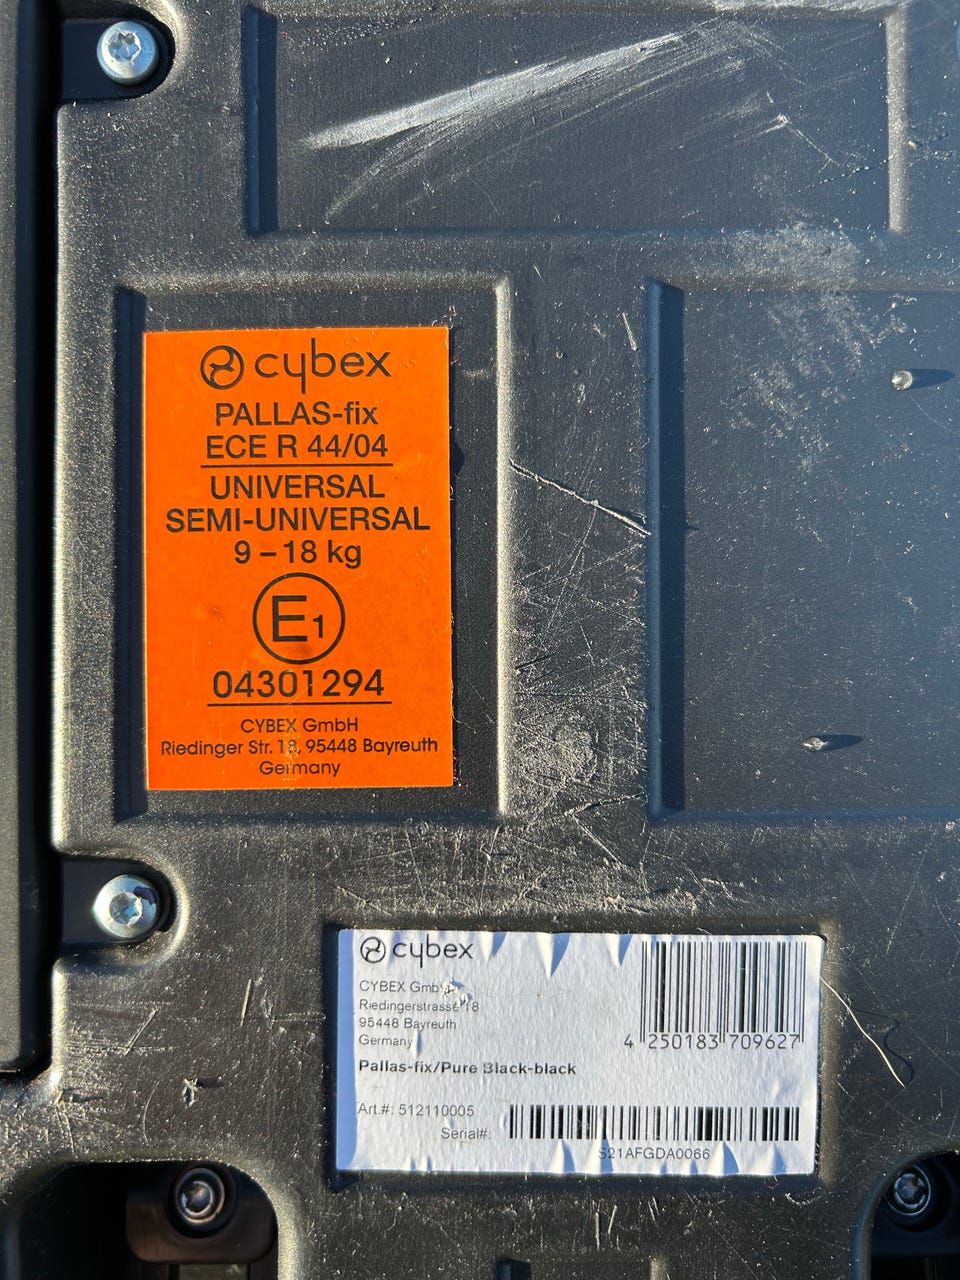 cybex
PALLAS-fix
ECE R 44/04
UNIVERSAL
SEMI-UNIVERSAL
9 – 18 kg
E1
04301294
CYBEX GmbH
Riedinger Str. 18, 95448 Bayreuth
Germany
cybex
CYBEX GmbH
Riedingerstrasse 18
95448 Bayreuth
Germany
4 250183 709627
Pallas-fix/Pure Black-black
Art.#: 512110005
Serial#:
S21AFGDA0066